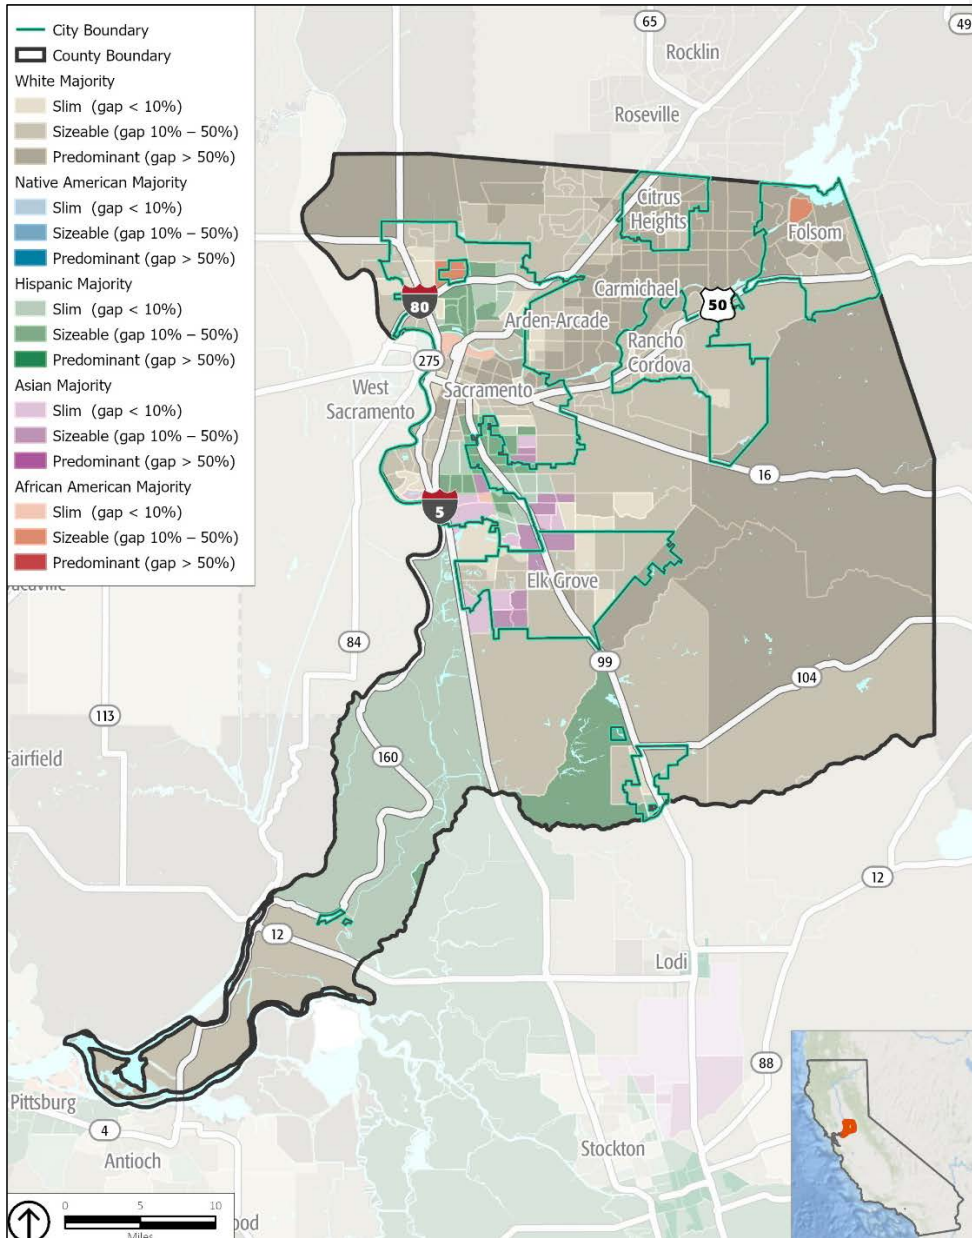 City Boundary
County Boundary
White Majority
Slim (gap < 10%)
Sizeable (gap 10% – 50%)
Predominant (gap > 50%)
Native American Majority
Slim (gap < 10%)
Sizeable (gap 10% – 50%)
Predominant (gap > 50%)
Hispanic Majority
Slim (gap < 10%)
Sizeable (gap 10% – 50%)
Predominant (gap > 50%)
Asian Majority
Slim (gap < 10%)
Sizeable (gap 10% – 50%)
Predominant (gap > 50%)
African American Majority
Slim (gap < 10%)
Sizeable (gap 10% – 50%)
Predominant (gap > 50%)
65
49
Rocklin
Roseville
Citrus
Heights
Folsom
Carmichael
80
50
Arden-Arcade
Rancho
Cordova
275
West
Sacramento
Sacramento
16
5
Elk Grove
84
99
104
113
Fairfield
160
12
12
Lodi
88
Pittsburg
4
Antioch
Stockton
0 5 10
Miles